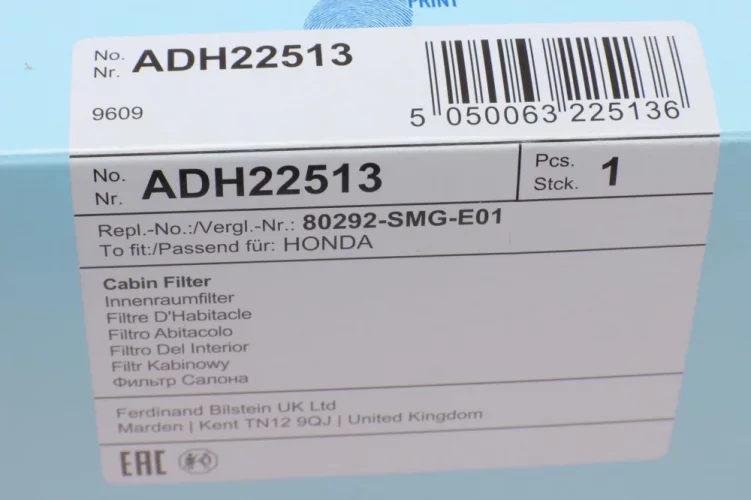 PRINT
No.
Nr. ADH22513
9609
5 050063 225136
No.
Nr. ADH22513
Pcs.
Stck. 1
Repl.-No.:/Vergl.-Nr.: 80292-SMG-E01
To fit:/Passend für: HONDA
Cabin Filter
Innenraumfilter
Filtre D'Habitacle
Filtro Abitacolo
Filtro Del Interior
Filtr Kabinowy
Фильтр Салона
Ferdinand Bilstein UK Ltd
Marden | Kent TN12 9QJ | United Kingdom
EAC